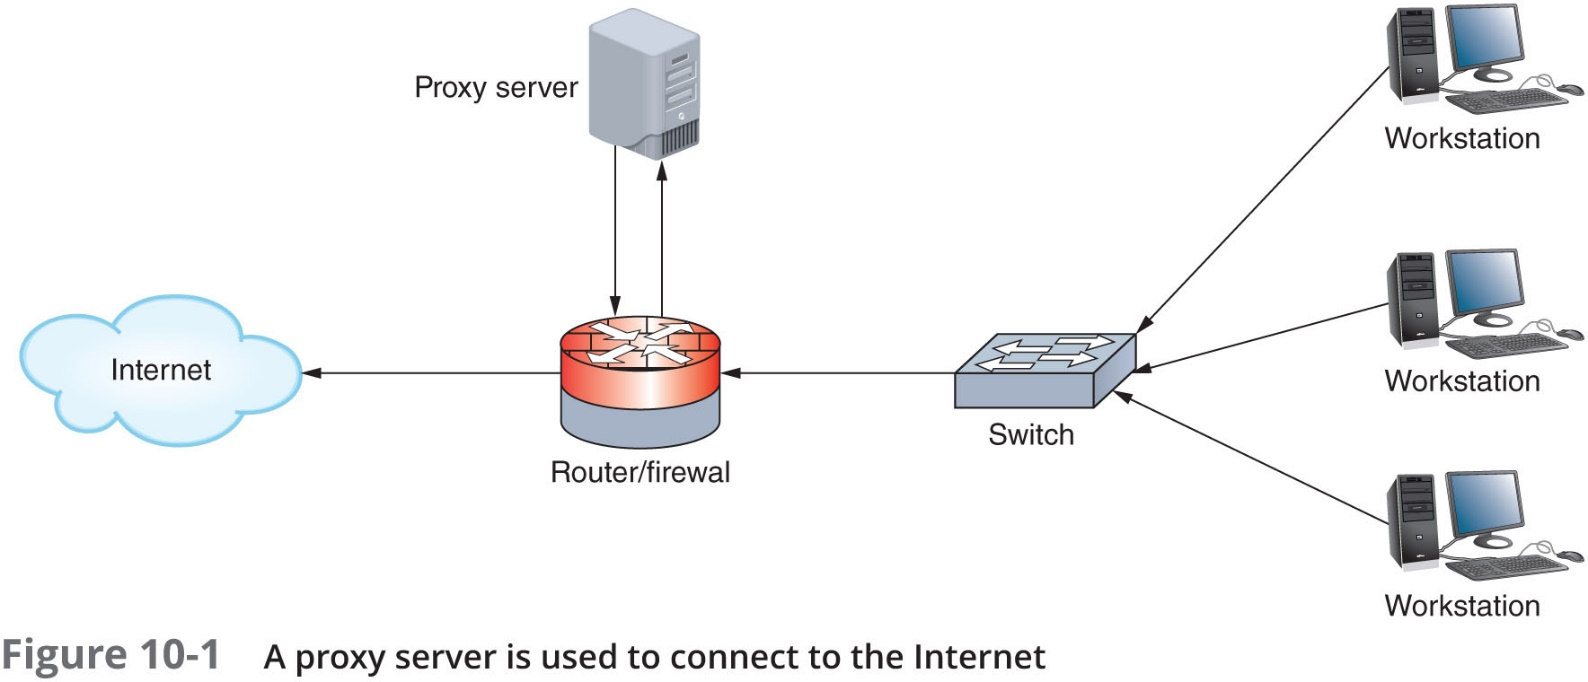 Proxy server
Workstation
Internet
Workstation
Switch
Router/firewal
Workstation
Figure 10-1 A proxy server is used to connect to the Internet